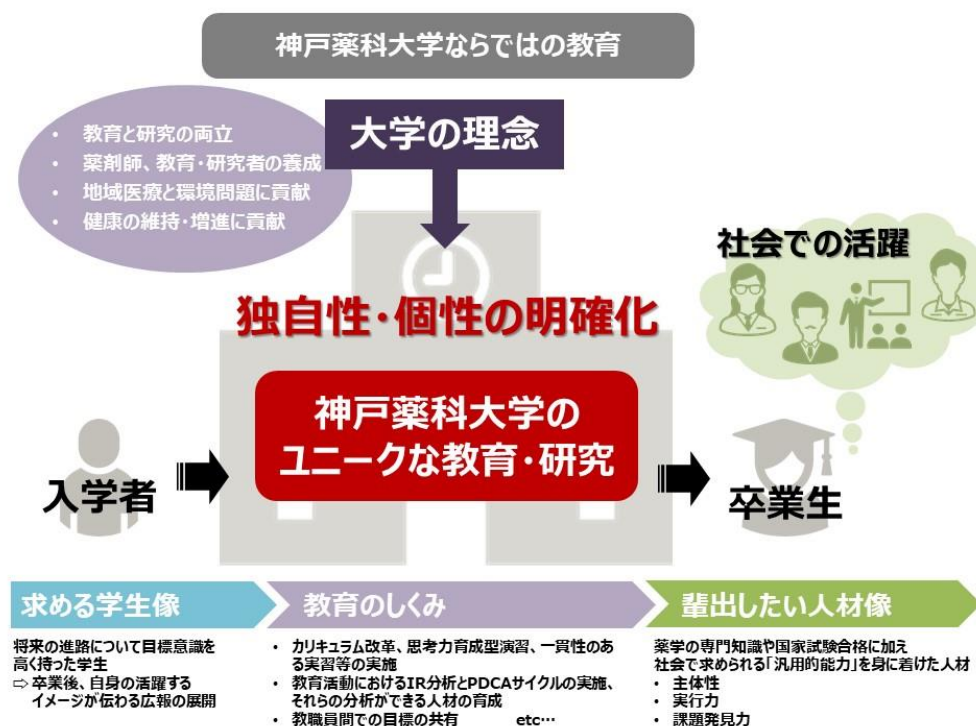 神戸薬科大学ならではの教育
大学の理念
• 教育と研究の両立
• 薬剤師、教育・研究者の養成
• 地域医療と環境問題に貢献
• 健康の維持・増進に貢献
社会での活躍
独自性・個性の明確化
神戸薬科大学の
ユニークな教育・研究
入学者
卒業生
求める学生像
将来の進路について目標意識を
高く持った学生
⇨ 卒業後、自身の活躍する
イメージが伝わる広報の展開
教育のしくみ
• カリキュラム改革、思考力育成型演習、一貫性のあ
る実習等の実施
• 教育活動におけるIR分析とPDCAサイクルの実施、
それらの分析ができる人材の育成
• 教職員間での目標の共有 etc…
輩出したい人材像
薬学の専門知識や国家試験合格に加え
社会で求められる「汎用的能力」を身に着けた人材
• 主体性
• 実行力
• 課題発見力